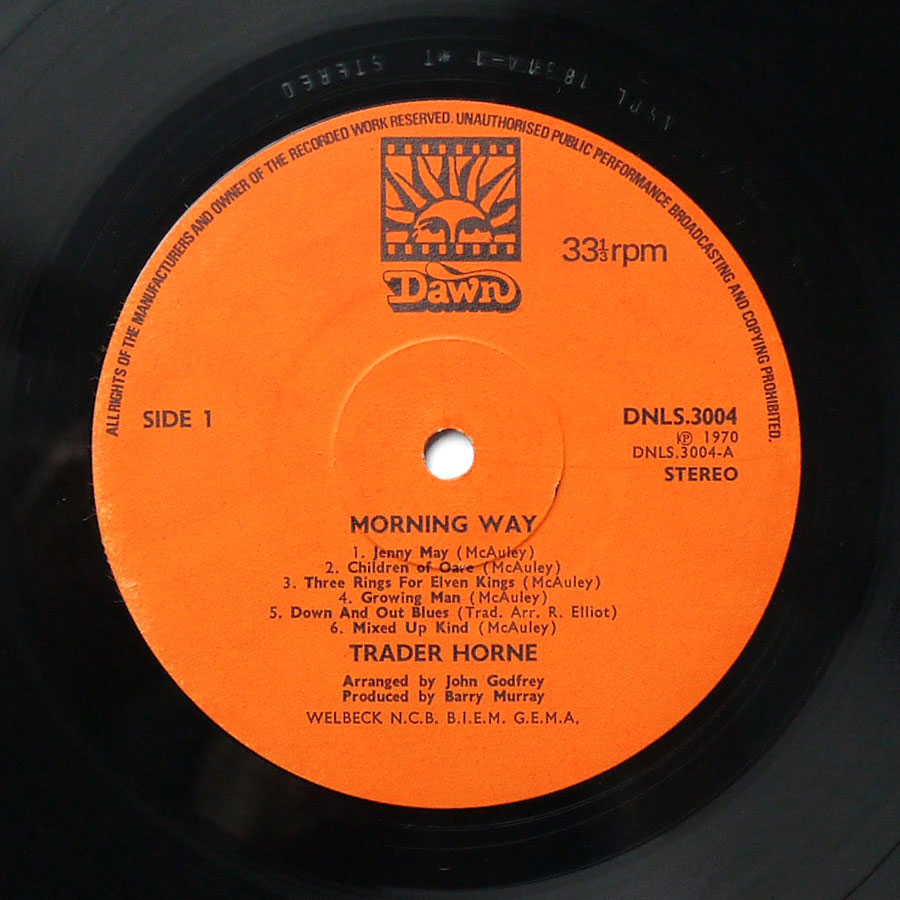 STEREO
ALL RIGHTS OF THE MANUFACTURERS AND OWNER OF THE RECORDED WORK RESERVED. UNAUTHORISED PUBLIC PERFORMANCE BROADCASTING AND COPYING PROHIBITED.
Dawn
33⅓rpm
SIDE 1
DNLS.3004
℗ 1970
DNLS.3004-A
STEREO
MORNING WAY
1. Jenny May (McAuley)
2. Children of (McAuley)
3. Three Rings For Elven Kings (McAuley)
4. Growing Man (McAuley)
5. Down And Out Blues (Trad. Arr. R. Elliot)
6. Mixed Up Kind (McAuley)
TRADER HORNE
Arranged by John Godfrey
Produced by Barry Murray
WELBECK N.C.B. B.I.E.M. G.E.M.A.